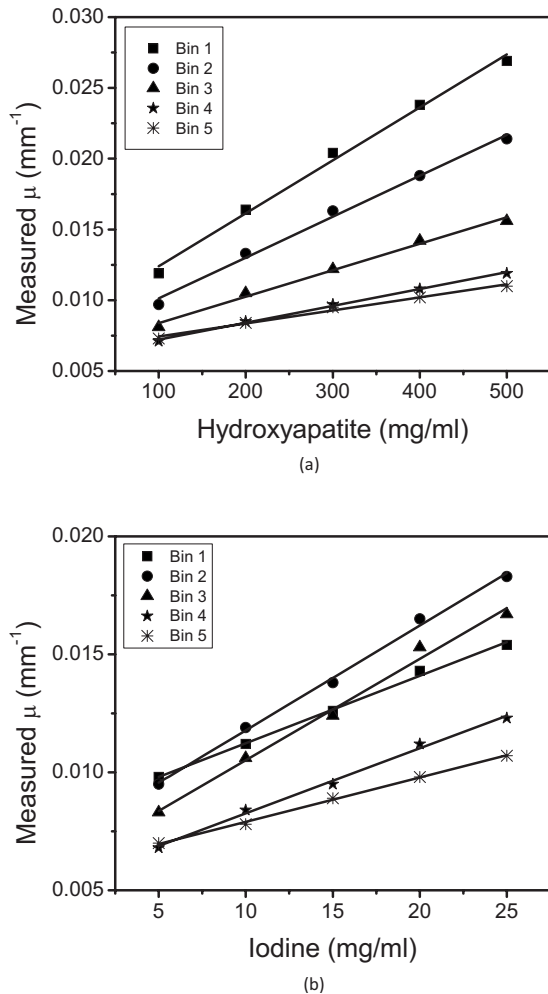 0.030
0.025
0.020
0.015
0.010
0.005
Measured μ (mm⁻¹)
Bin 1
Bin 2
Bin 3
Bin 4
Bin 5
100 200 300 400 500
Hydroxyapatite (mg/ml)
(a)
0.020
0.015
0.010
0.005
Measured μ (mm⁻¹)
Bin 1
Bin 2
Bin 3
Bin 4
Bin 5
5 10 15 20 25
Iodine (mg/ml)
(b)